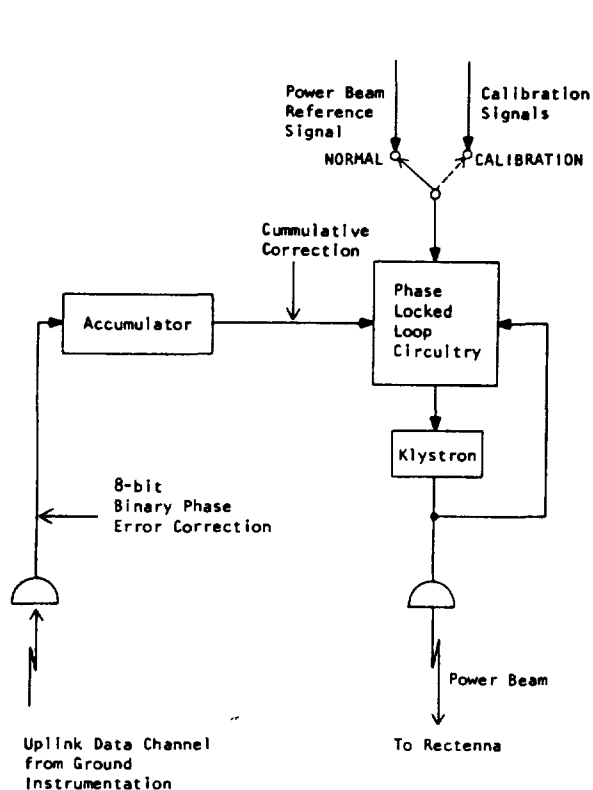 Power Beam
Reference
Signal
Calibration
Signals
NORMAL
CALIBRATION
Cummulative
Correction
Phase
Locked
Loop
Circuitry
Accumulator
Klystron
8-bit
Binary Phase
Error Correction
Power Beam
Uplink Data Channel
from Ground
Instrumentation
To Rectenna